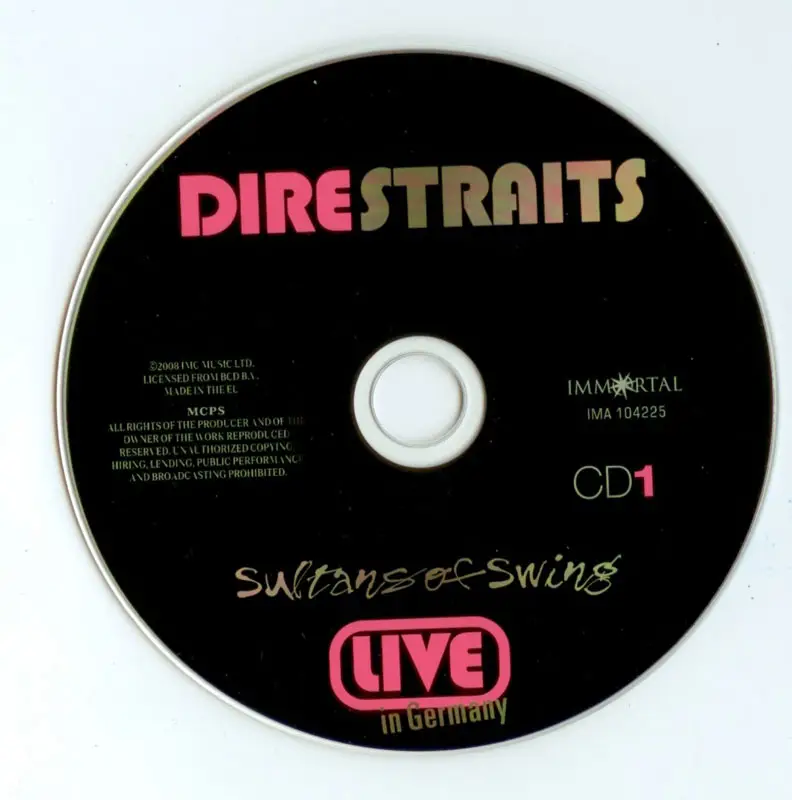 DIRESTRAITS
©2008 IMC MUSIC LTD.
LICENSED FROM BCD B.V.
MADE IN THE EU
MCPS
ALL RIGHTS OF THE PRODUCER AND OF THE
OWNER OF THE WORK REPRODUCED
RESERVED. UNAUTHORIZED COPYING,
HIRING, LENDING, PUBLIC PERFORMANCE
AND BROADCASTING PROHIBITED.
IMMORTAL
IMA 104225
CD1
sultans of swing
LIVE
in Germany